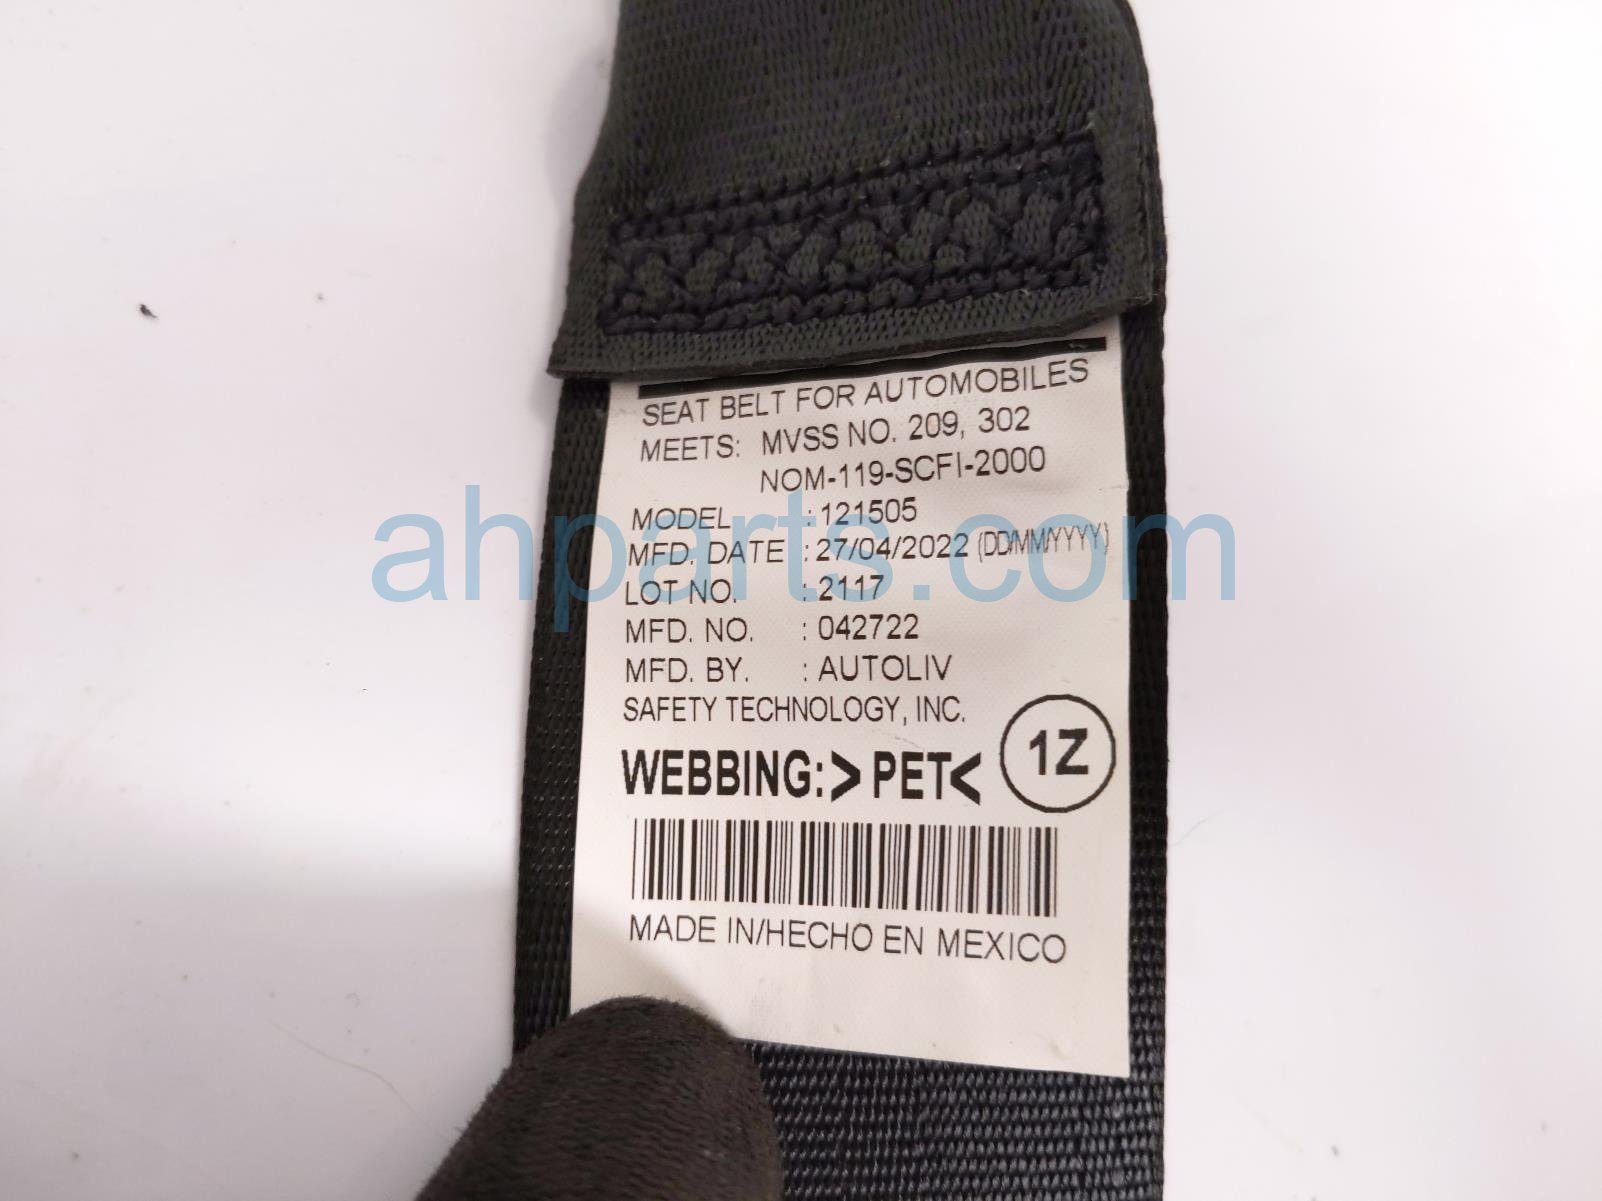 SEAT BELT FOR AUTOMOBILES
MEETS: MVSS NO. 209, 302
NOM-119-SCFI-2000
MODEL : 121505
MFD. DATE : 27/04/2022 (DD/MM/YYYY)
LOT NO. : 2117
MFD. NO. : 042722
MFD. BY. : AUTOLIV
SAFETY TECHNOLOGY, INC.
WEBBING:>PET< 1Z
MADE IN/HECHO EN MEXICO
ahparts.com